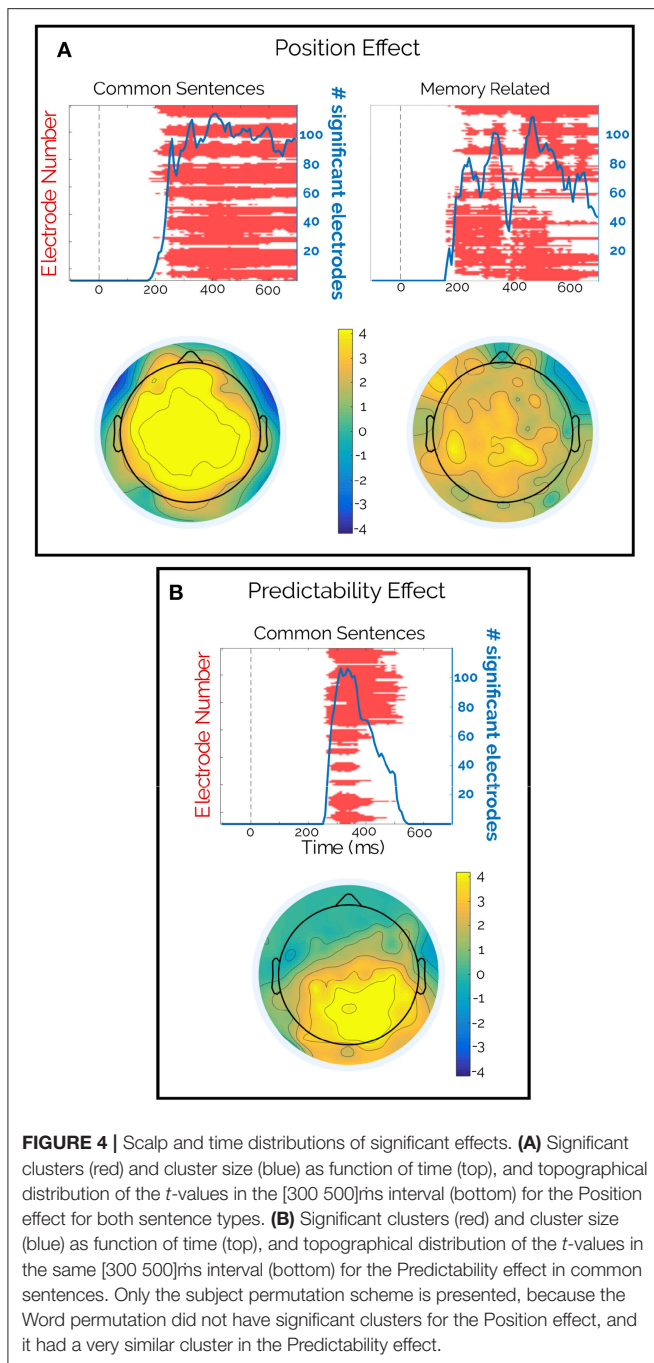 A
Position Effect
Common Sentences
Memory Related
Electrode Number
# significant electrodes
100
80
60
40
20
0
200
400
600
# significant electrodes
100
80
60
40
20
0
200
400
600
4
3
2
1
0
-1
-2
-3
-4
B
Predictability Effect
Common Sentences
Electrode Number
# significant electrodes
100
80
60
40
20
0
200
400
600
Time (ms)
4
3
2
1
0
-1
-2
-3
-4
FIGURE 4 | Scalp and time distributions of significant effects. (A) Significant
clusters (red) and cluster size (blue) as function of time (top), and topographical
distribution of the t-values in the [300 500]ṁs interval (bottom) for the Position
effect for both sentence types. (B) Significant clusters (red) and cluster size
(blue) as function of time (top), and topographical distribution of the t-values in
the same [300 500]ṁs interval (bottom) for the Predictability effect in common
sentences. Only the subject permutation scheme is presented, because the
Word permutation did not have significant clusters for the Position effect, and
it had a very similar cluster in the Predictability effect.